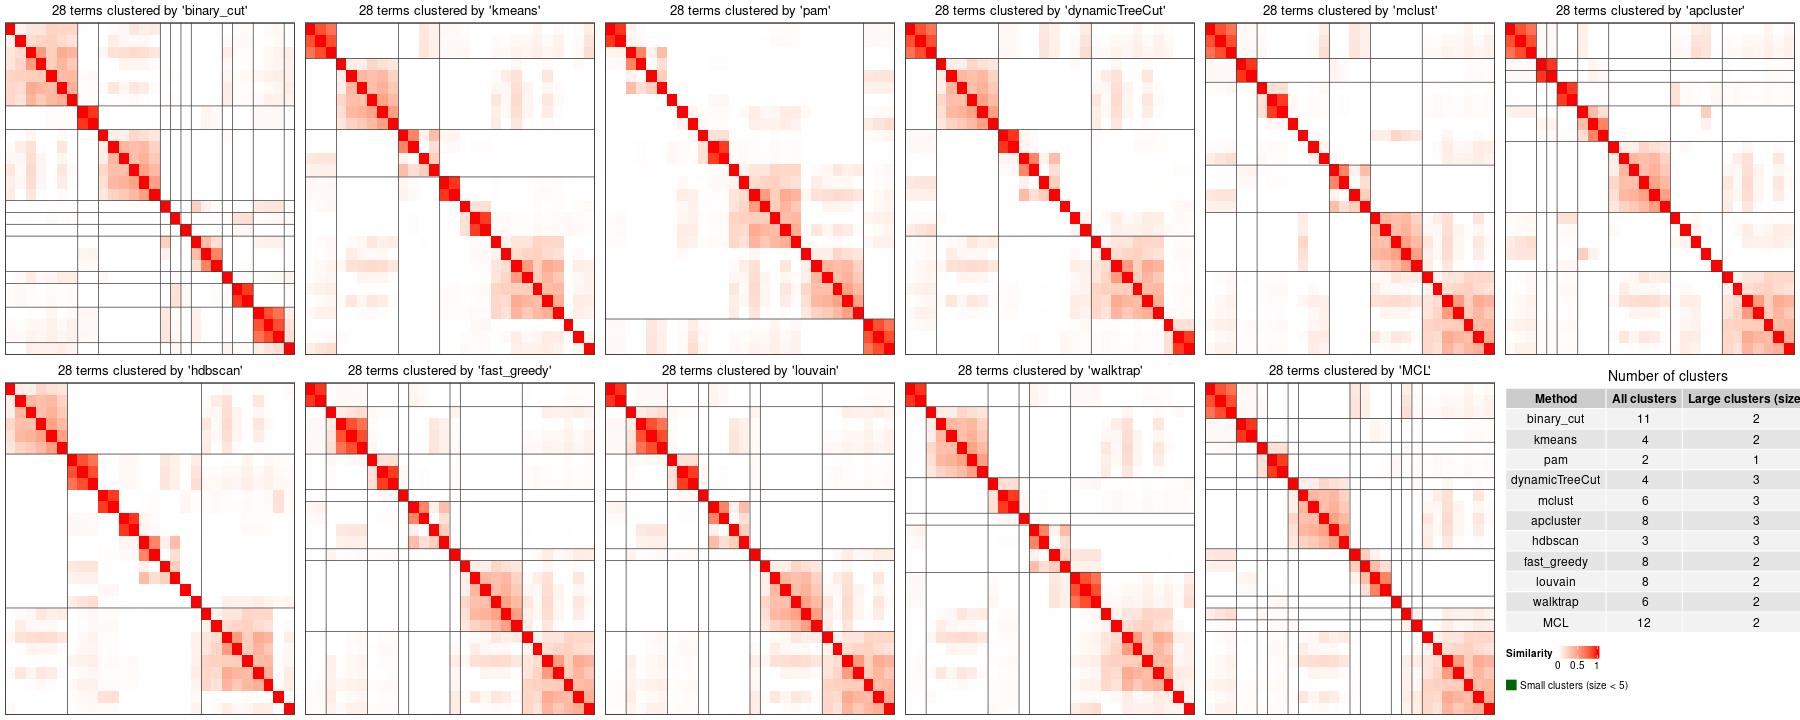 28 terms clustered by 'binary_cut'
28 terms clustered by 'kmeans'
28 terms clustered by 'pam'
28 terms clustered by 'dynamicTreeCut'
28 terms clustered by 'mclust'
28 terms clustered by 'apcluster'
28 terms clustered by 'hdbscan'
28 terms clustered by 'fast_greedy'
28 terms clustered by 'louvain'
28 terms clustered by 'walktrap'
28 terms clustered by 'MCL'
Number of clusters
Method All clusters Large clusters (size
binary_cut 11 2
kmeans 4 2
pam 2 1
dynamicTreeCut 4 3
mclust 6 3
apcluster 8 3
hdbscan 3 3
fast_greedy 8 2
louvain 8 2
walktrap 6 2
MCL 12 2
Similarity
0 0.5 1
Small clusters (size < 5)